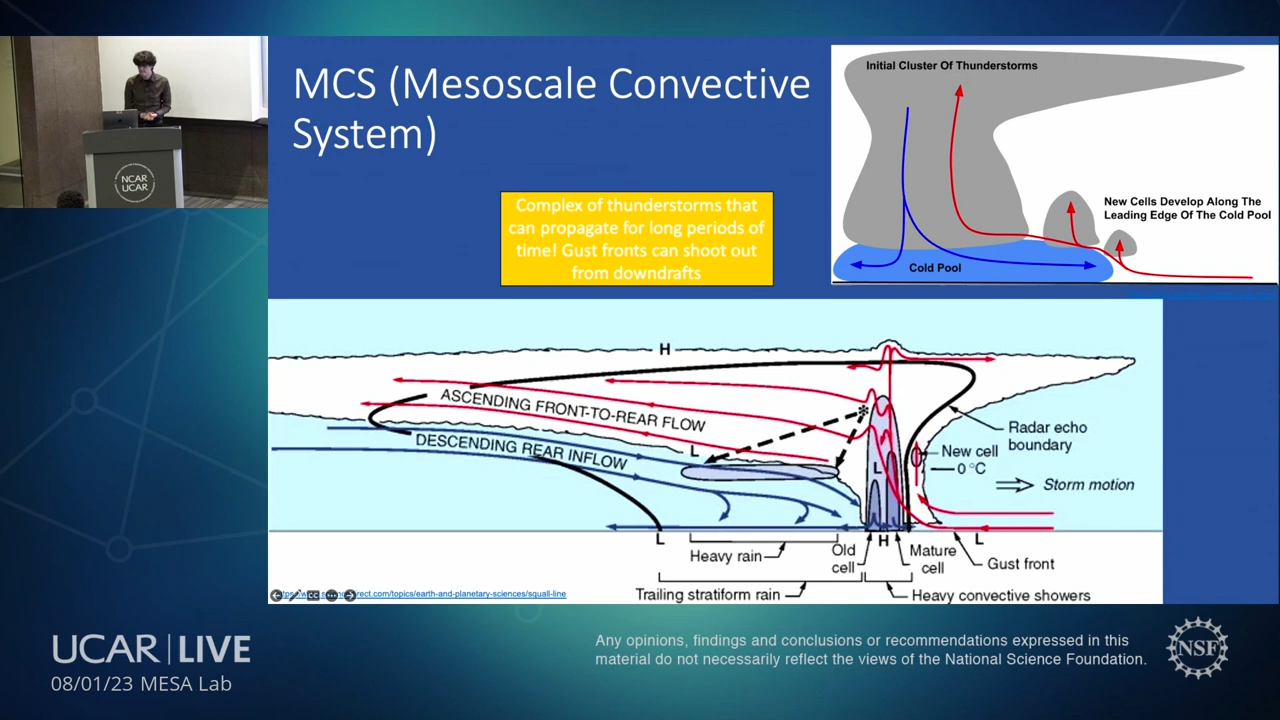 MCS (Mesoscale Convective
System)
Complex of thunderstorms that
can propagate for long periods of
time! Gust fronts can shoot out
from downdrafts
Initial Cluster Of Thunderstorms
New Cells Develop Along The
Leading Edge Of The Cold Pool
Cold Pool
NCAR
UCAR
H
ASCENDING FRONT-TO-REAR FLOW
DESCENDING REAR INFLOW
L
L
Radar echo
boundary
New cell
0 °C
Storm motion
L
H
L
Heavy rain
Old
cell
Mature
cell
Gust front
Trailing stratiform rain
Heavy convective showers
rect.com/topics/earth-and-planetary-sciences/squall-line
UCAR | LIVE
08/01/23 MESA Lab
Any opinions, findings and conclusions or recommendations expressed in this
material do not necessarily reflect the views of the National Science Foundation.
NSF